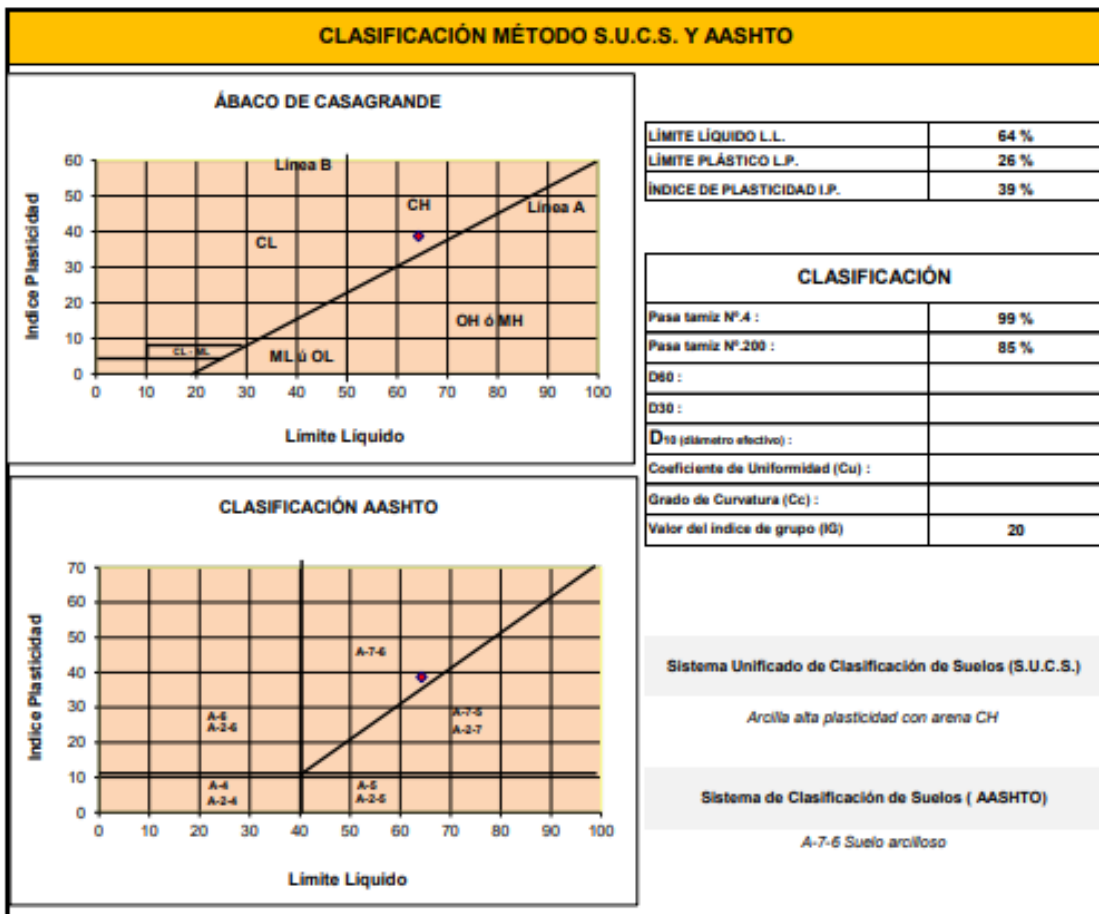 CLASIFICACIÓN MÉTODO S.U.C.S. Y AASHTO
ÁBACO DE CASAGRANDE
Indice Plasticidad
60
50
40
30
20
10
0
Línea B
CH
Línea A
CL
OH ó MH
CL - ML
ML ú OL
0 10 20 30 40 50 60 70 80 90 100
Límite Líquido
LÍMITE LÍQUIDO L.L. 64 %
LÍMITE PLÁSTICO L.P. 26 %
ÍNDICE DE PLASTICIDAD I.P. 39 %
CLASIFICACIÓN
Pasa tamiz Nº.4 : 99 %
Pasa tamiz Nº.200 : 85 %
D60 :
D30 :
D10 (diámetro efectivo) :
Coeficiente de Uniformidad (Cu) :
Grado de Curvatura (Cc) :
Valor del indice de grupo (IG) 20
CLASIFICACIÓN AASHTO
Indice Plasticidad
70
60
50
40
30
20
10
0
A-7-6
A-6
A-2-6
A-7-5
A-2-7
A-4
A-2-4
A-5
A-2-5
0 10 20 30 40 50 60 70 80 90 100
Límite Líquido
Sistema Unificado de Clasificación de Suelos (S.U.C.S.)
Arcilla alta plasticidad con arena CH
Sistema de Clasificación de Suelos ( AASHTO)
A-7-6 Suelo arcilloso